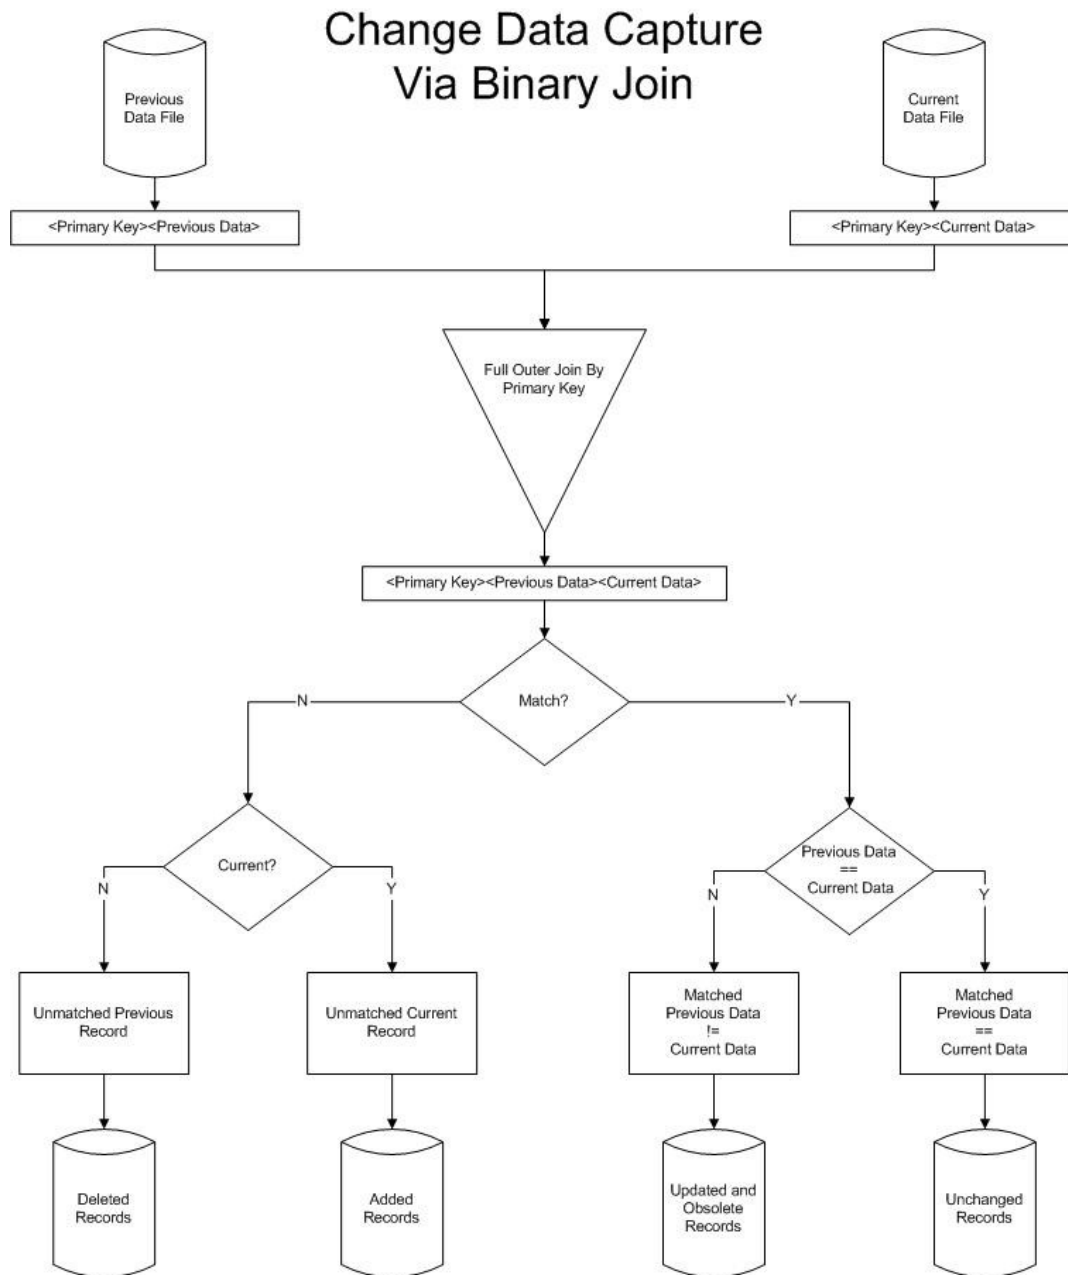 Change Data Capture
Via Binary Join
Previous
Data File
Current
Data File
<Primary Key><Previous Data>
<Primary Key><Current Data>
Full Outer Join By
Primary Key
<Primary Key><Previous Data><Current Data>
Match?
N
Y
Current?
Previous Data
==
Current Data
N
Y
N
Y
Unmatched Previous
Record
Unmatched Current
Record
Matched
Previous Data
!=
Current Data
Matched
Previous Data
==
Current Data
Deleted
Records
Added
Records
Updated and
Obsolete
Records
Unchanged
Records